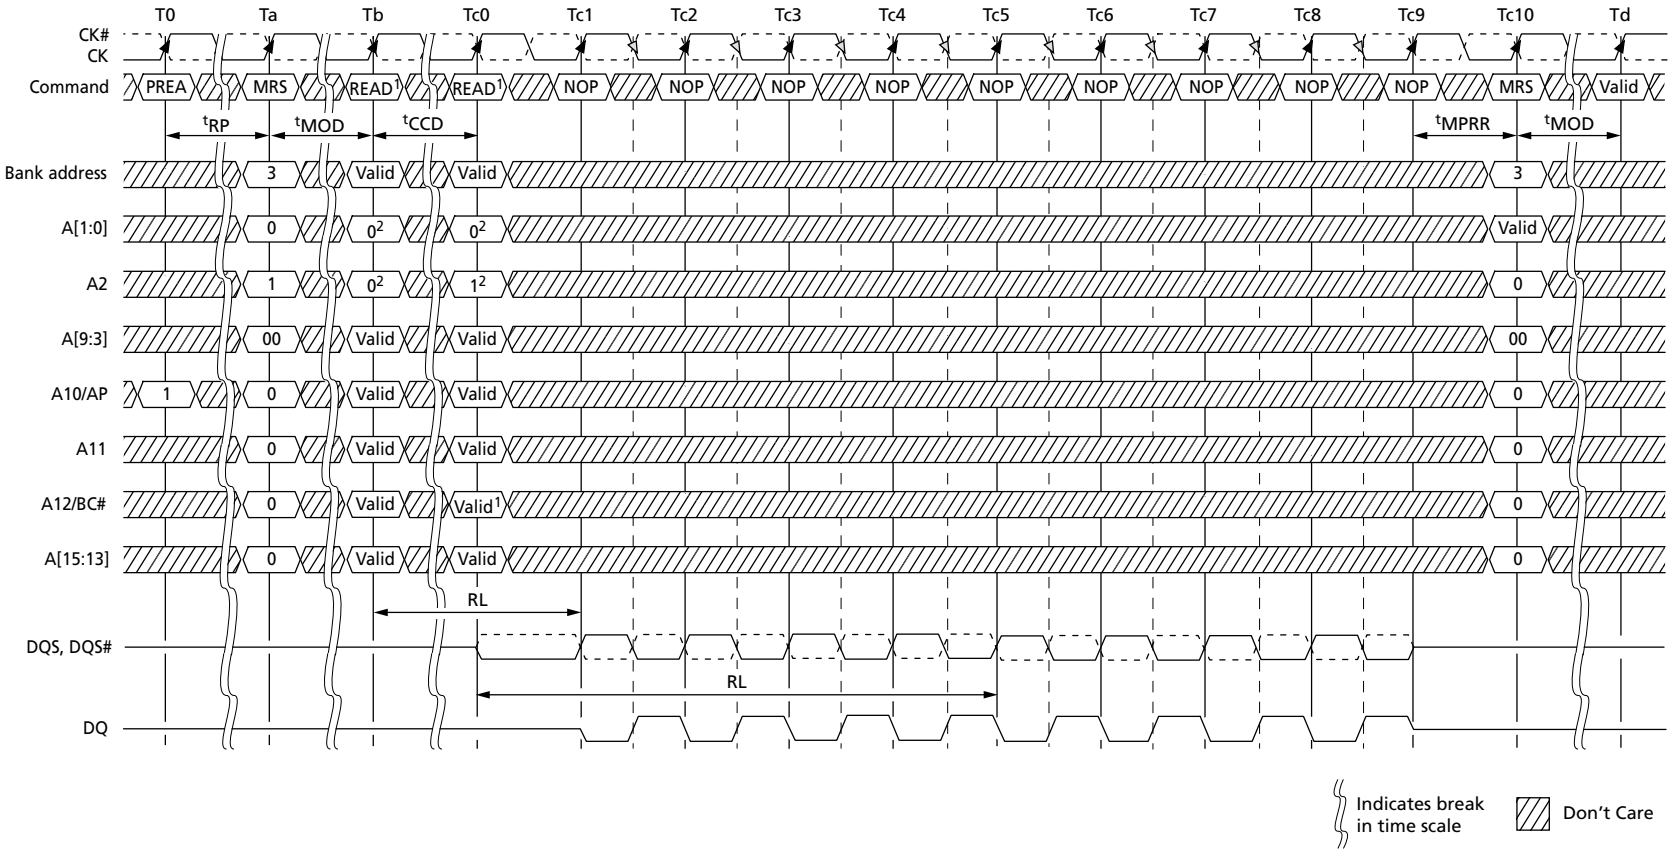 T0 Ta Tb Tc0 Tc1 Tc2 Tc3 Tc4 Tc5 Tc6 Tc7 Tc8 Tc9 Tc10 Td
CK#
CK
Command PREA MRS READ¹ READ¹ NOP NOP NOP NOP NOP NOP NOP NOP NOP MRS Valid
tRP tMOD tCCD tMPRR tMOD
Bank address 3 Valid Valid 3
A[1:0] 0 0² 0² Valid
A2 1 0² 1² 0
A[9:3] 00 Valid Valid 00
A10/AP 1 0 Valid Valid 0
A11 0 Valid Valid 0
A12/BC# 0 Valid Valid¹ 0
A[15:13] 0 Valid Valid 0
RL
DQS, DQS#
RL
DQ
Indicates break
in time scale
Don't Care